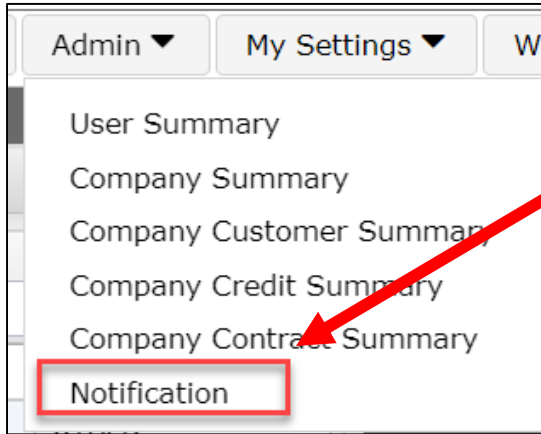 Admin ▼ My Settings ▼ W
User Summary
Company Summary
Company Customer Summary
Company Credit Summary
Company Contract Summary
Notification